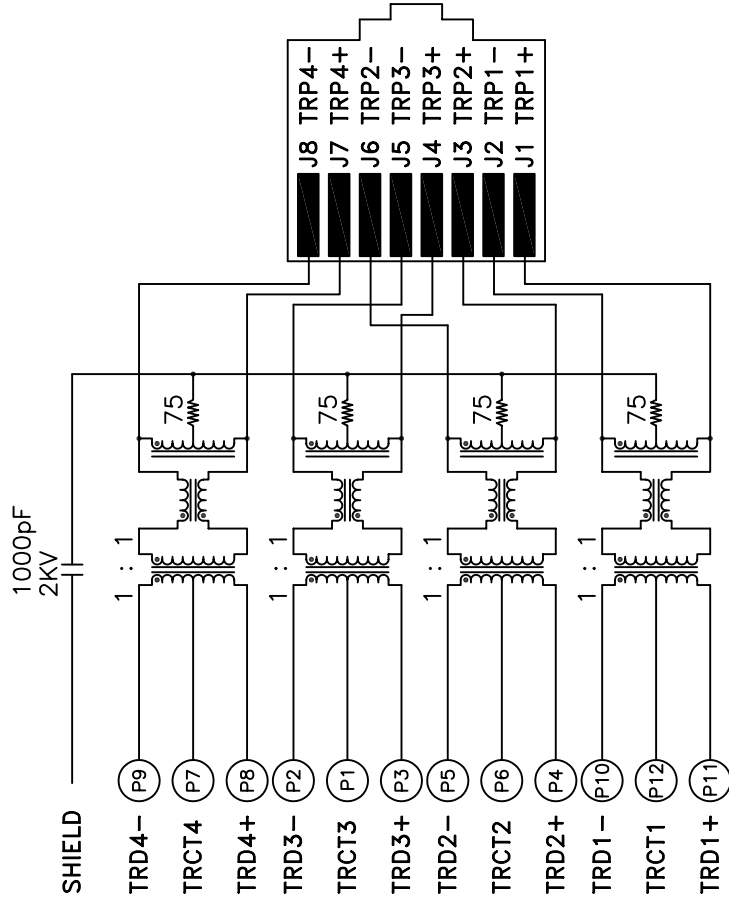 J8 TRP4-
J7 TRP4+
J6 TRP2-
J5 TRP3-
J4 TRP3+
J3 TRP2+
J2 TRP1-
J1 TRP1+
75
75
75
75
1000pF
2KV
1 : 1
1 : 1
1 : 1
1 : 1
SHIELD
TRD4- P9
TRCT4 P7
TRD4+ P8
TRD3- P2
TRCT3 P1
TRD3+ P3
TRD2- P5
TRCT2 P6
TRD2+ P4
TRD1- P10
TRCT1 P12
TRD1+ P11